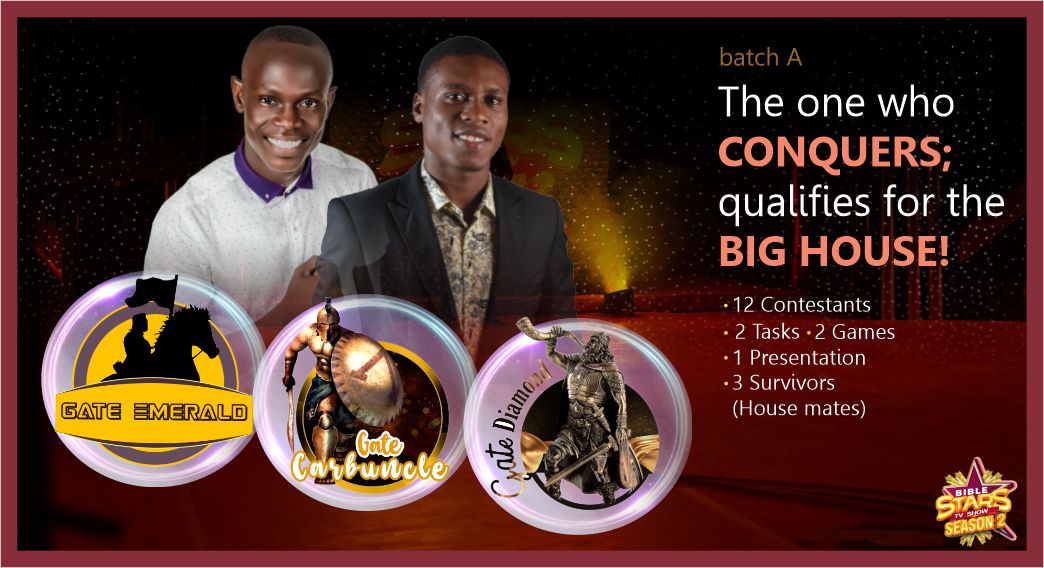 batch A
The one who
CONQUERS;
qualifies for the
BIG HOUSE!
• 12 Contestants
• 2 Tasks • 2 Games
• 1 Presentation
• 3 Survivors
(House mates)
GATE EMERALD
Gate
Carbuncle
Gate Diamond
BIBLE
STARS
TV SHOW
SEASON 2